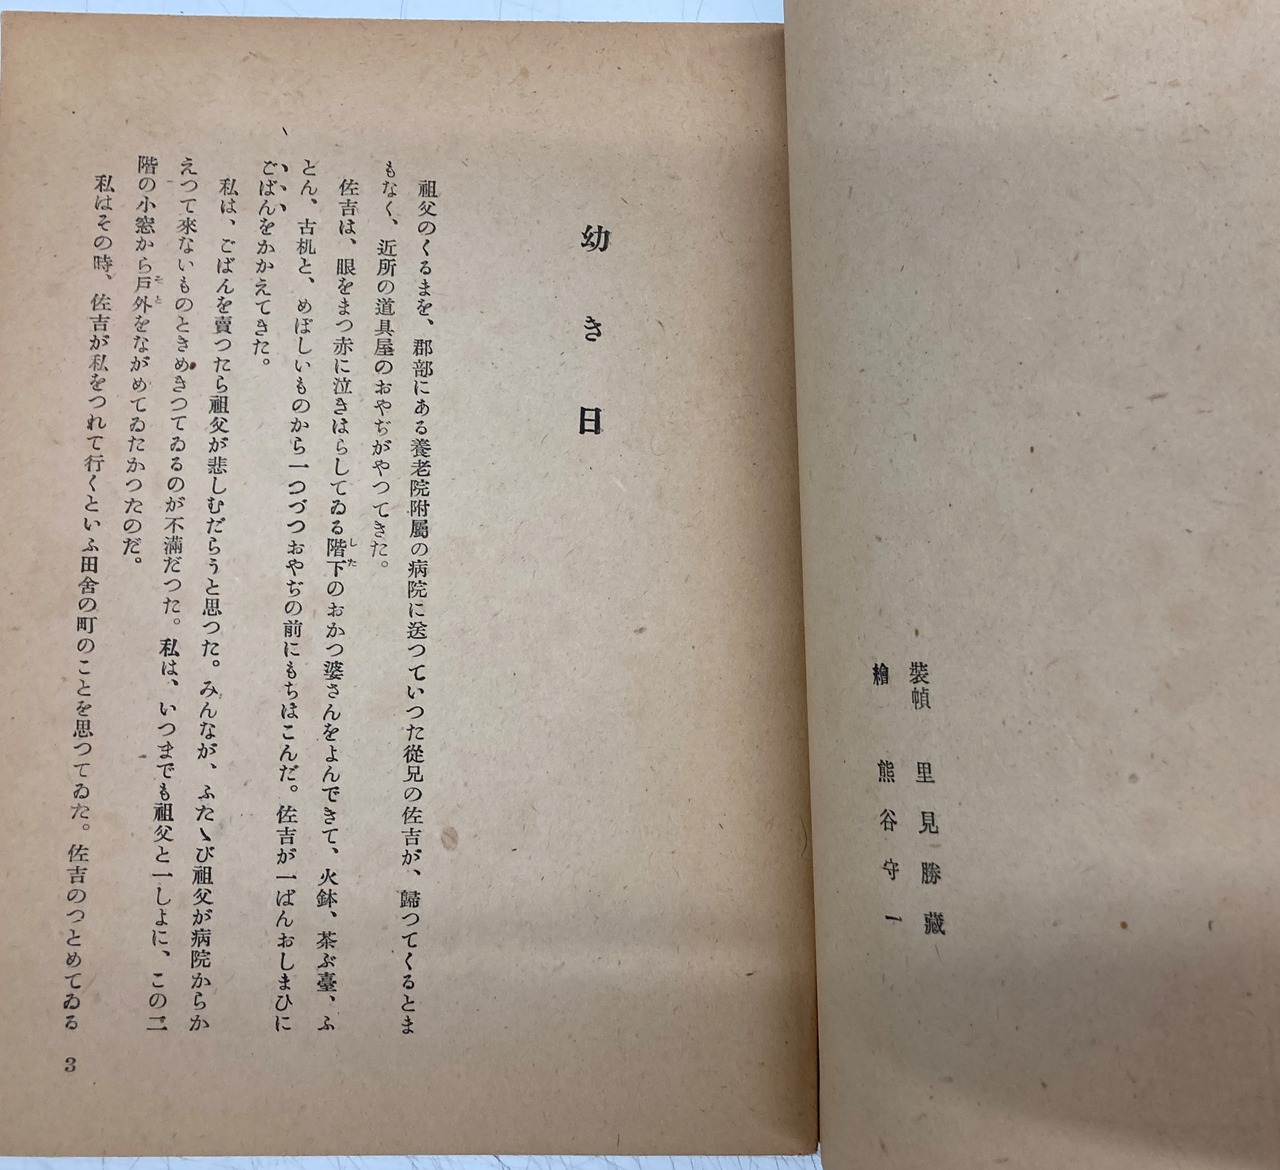 裝幀　里見勝藏
繪　熊谷守一
幼き日
祖父のくるまを、郡部にある養老院附屬の病院に送つていつた從兄の佐吉が、歸つてくるとま
もなく、近所の道具屋のおやぢがやつてきた。
佐吉は、眼をまつ赤に泣きはらしてゐる階下のおかつ婆さんをよんできて、火鉢、茶ぶ臺、ふ
した
とん、古机と、めぼしいものから一つづつおやぢの前にもちはこんだ。佐吉が一ばんおしまひに
ごばんをかかえてきた。
私は、ごばんを賣つたら祖父が悲しむだらうと思つた。みんなが、ふたゝび祖父が病院からか
えつて來ないものときめきつてゐるのが不滿だつた。私は、いつまでも祖父と一しよに、この二
階の小窓から戸外をながめてゐたかつたのだ。
そと
私はその時、佐吉が私をつれて行くといふ田舍の町のことを思つてゐた。佐吉のつとめてゐる
3